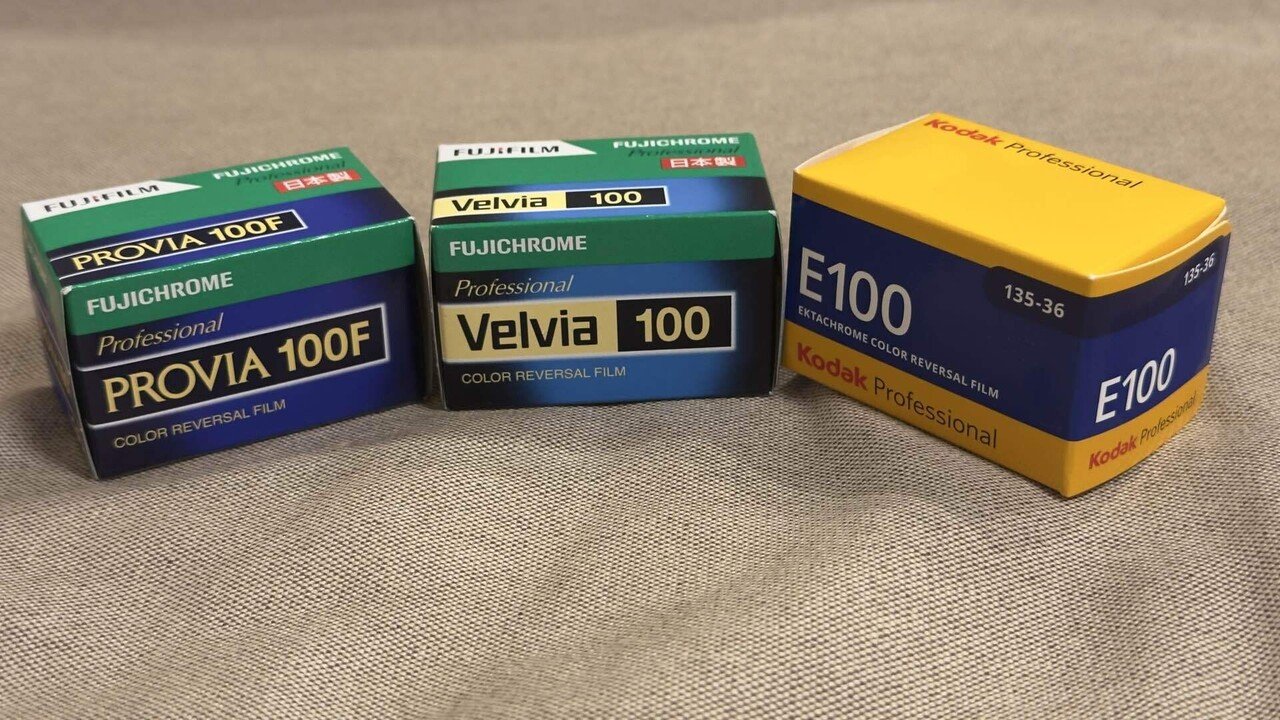 FUJIFILM
FUJICHROME
Professional
日本製
PROVIA 100F
FUJICHROME
Professional
PROVIA 100F
COLOR REVERSAL FILM
FUJIFILM
FUJICHROME
Professional
日本製
Velvia 100
FUJICHROME
Professional
Velvia 100
COLOR REVERSAL FILM
Kodak Professional
E100
135-36
EKTACHROME COLOR REVERSAL FILM
Kodak Professional
135-36
E100
Kodak Professional